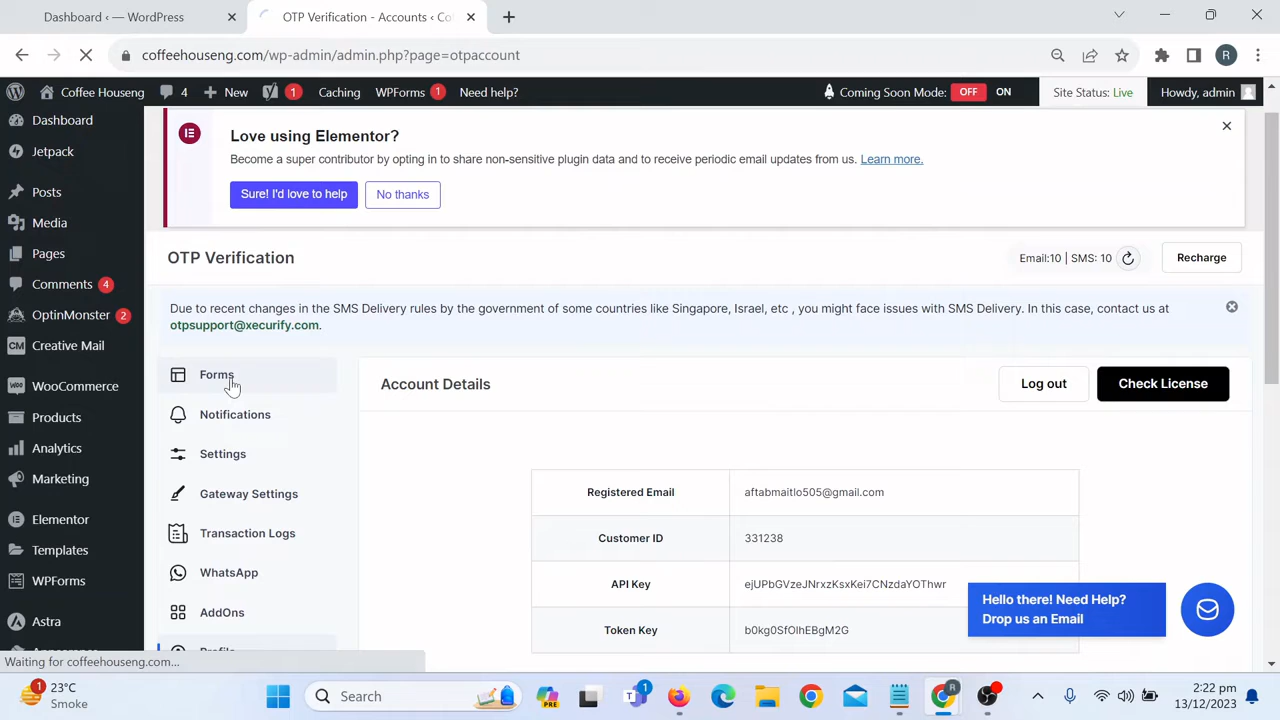 Dashboard ‹ — WordPress
OTP Verification - Accounts ‹ Co
coffeehouseng.com/wp-admin/admin.php?page=otpaccount
R
Coffee Houseng
4
New
1
Caching
WPForms 1
Need help?
Coming Soon Mode: OFF ON
Site Status: Live
Howdy, admin
Dashboard
Jetpack
Posts
Media
Pages
Comments 4
OptinMonster 2
CM Creative Mail
Woo WooCommerce
Products
Analytics
Marketing
Elementor
Templates
WPForms
Astra
Love using Elementor?
Become a super contributor by opting in to share non-sensitive plugin data and to receive periodic email updates from us. Learn more.
Sure! I'd love to help
No thanks
OTP Verification
Email:10 | SMS: 10
Recharge
Due to recent changes in the SMS Delivery rules by the government of some countries like Singapore, Israel, etc , you might face issues with SMS Delivery. In this case, contact us at
otpsupport@xecurify.com.
Forms
Notifications
Settings
Gateway Settings
Transaction Logs
WhatsApp
AddOns
Profile
Account Details
Log out
Check License
Registered Email
aftabmaitlo505@gmail.com
Customer ID
331238
API Key
ejUPbGVzeJNrxzKsxKei7CNzdaYOThwr
Token Key
b0kg0SfOlhEBgM2G
Hello there! Need Help?
Drop us an Email
Waiting for coffeehouseng.com...
1
23°C
Smoke
Search
PRE
1
R
2:22 pm
13/12/2023